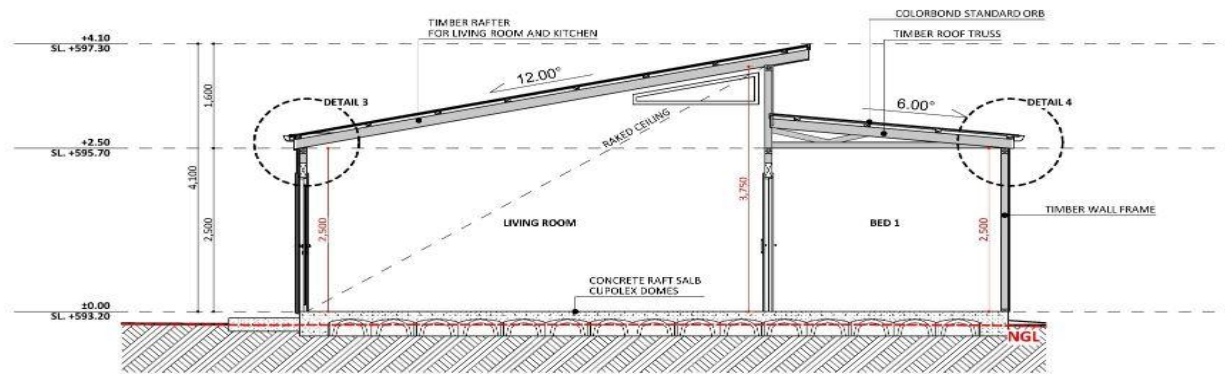 COLORBOND STANDARD ORB
TIMBER RAFTER
FOR LIVING ROOM AND KITCHEN
TIMBER ROOF TRUSS
+4.10
SL. +597.30
12.00°
1,600
DETAIL 3
6.00°
DETAIL 4
RAKED CEILING
+2.50
SL. +595.70
4,100
3,750
2,500
2,500
LIVING ROOM
BED 1
2,500
TIMBER WALL FRAME
CONCRETE RAFT SALB
CUPOLEX DOMES
±0.00
SL. +593.20
NGL